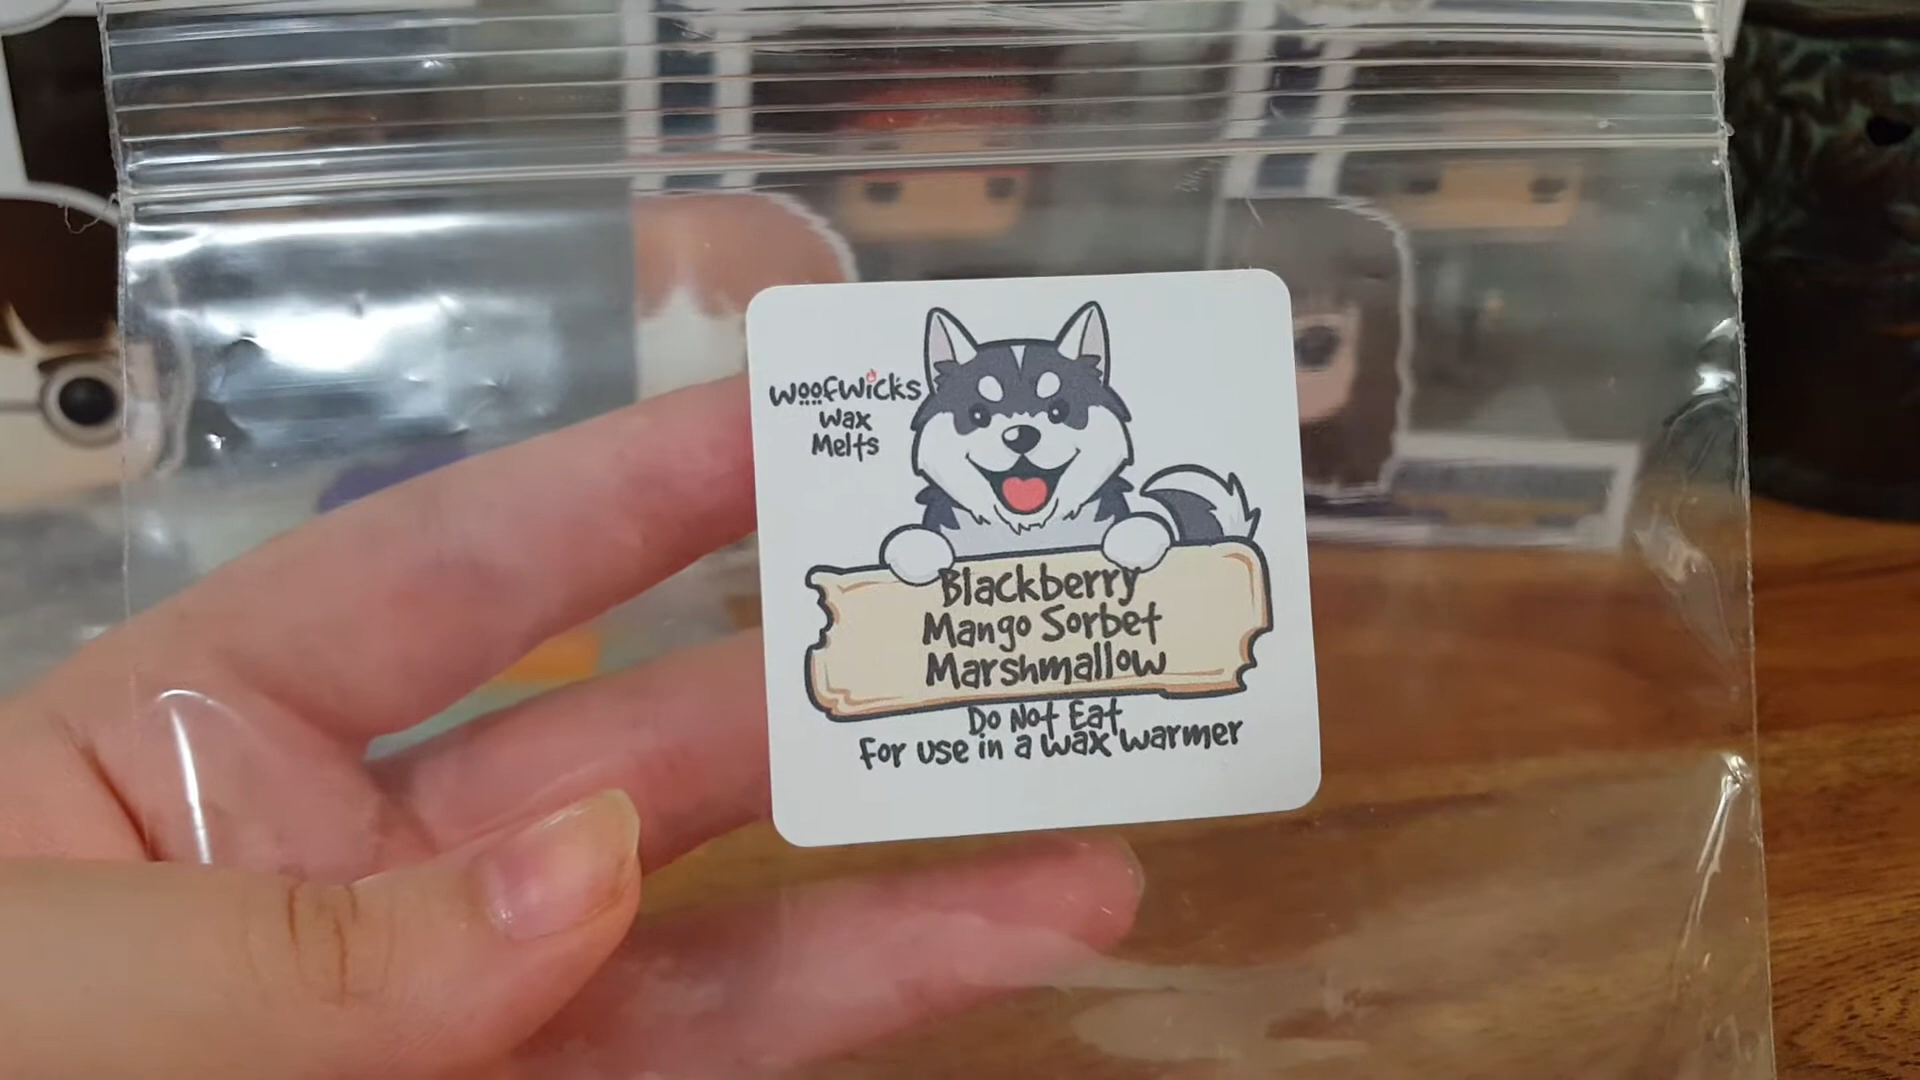 Woofwicks
Wax
Melts
Blackberry
Mango Sorbet
Marshmallow
Do Not Eat
For use in a wax warmer